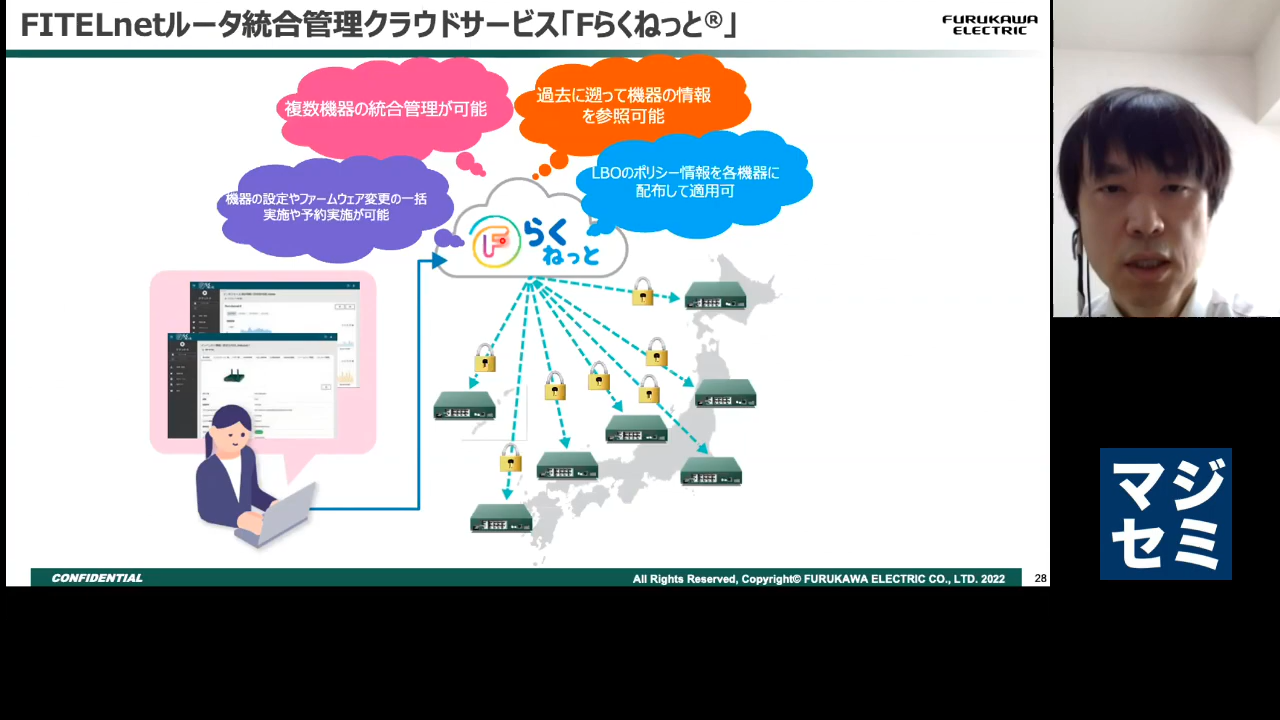 FITELnetルータ統合管理クラウドサービス「Fらくねっと®」
FURUKAWA
ELECTRIC
複数機器の統合管理が可能
過去に遡って機器の情報
を参照可能
LBOのポリシー情報を各機器に
配布して適用可
機器の設定やファームウェア変更の一括
実施や予約実施が可能
F
らく
ねっと
マジ
セミ
CONFIDENTIAL
All Rights Reserved, Copyright© FURUKAWA ELECTRIC CO., LTD. 2022
28